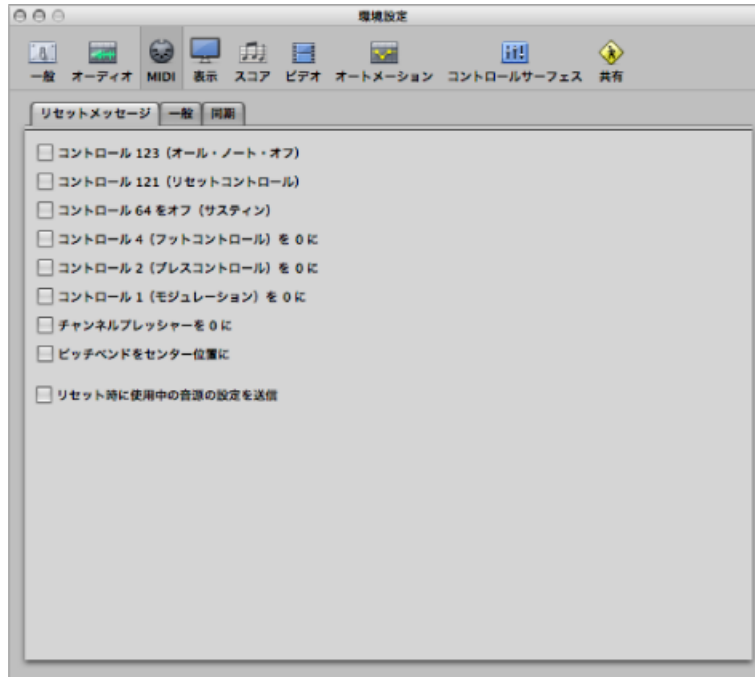 環境設定
一般 オーディオ MIDI 表示 スコア ビデオ オートメーション コントロールサーフェス 共有
リセットメッセージ 一般 同期
コントロール 123（オール・ノート・オフ）
コントロール 121（リセットコントロール）
コントロール 64 をオフ（サスティン）
コントロール 4（フットコントロール）を 0 に
コントロール 2（ブレスコントロール）を 0 に
コントロール 1（モジュレーション）を 0 に
チャンネルプレッシャーを 0 に
ピッチベンドをセンター位置に
リセット時に使用中の音源の設定を送信